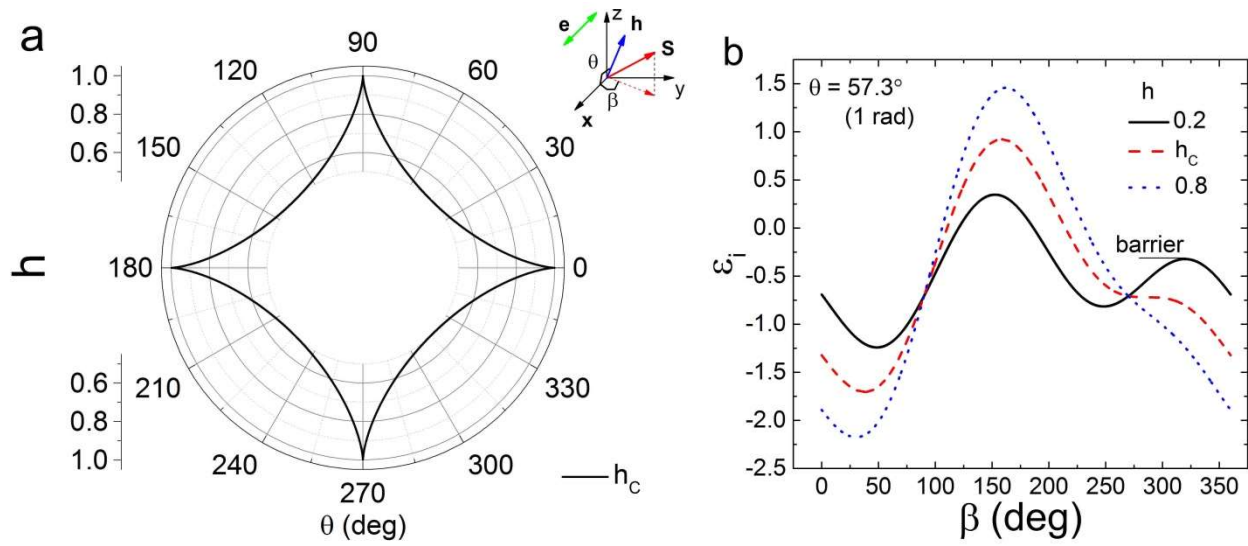 a
90
120
60
150
30
180
0
210
330
240
300
270
1.0
0.8
0.6
0.6
0.8
1.0
h
θ (deg)
h_C
e
z
h
S
θ
y
β
x
b
θ = 57.3°
(1 rad)
h
0.2
h_C
0.8
barrier
1.5
1.0
0.5
0.0
-0.5
-1.0
-1.5
-2.0
-2.5
ε_i
0 50 100 150 200 250 300 350
β (deg)